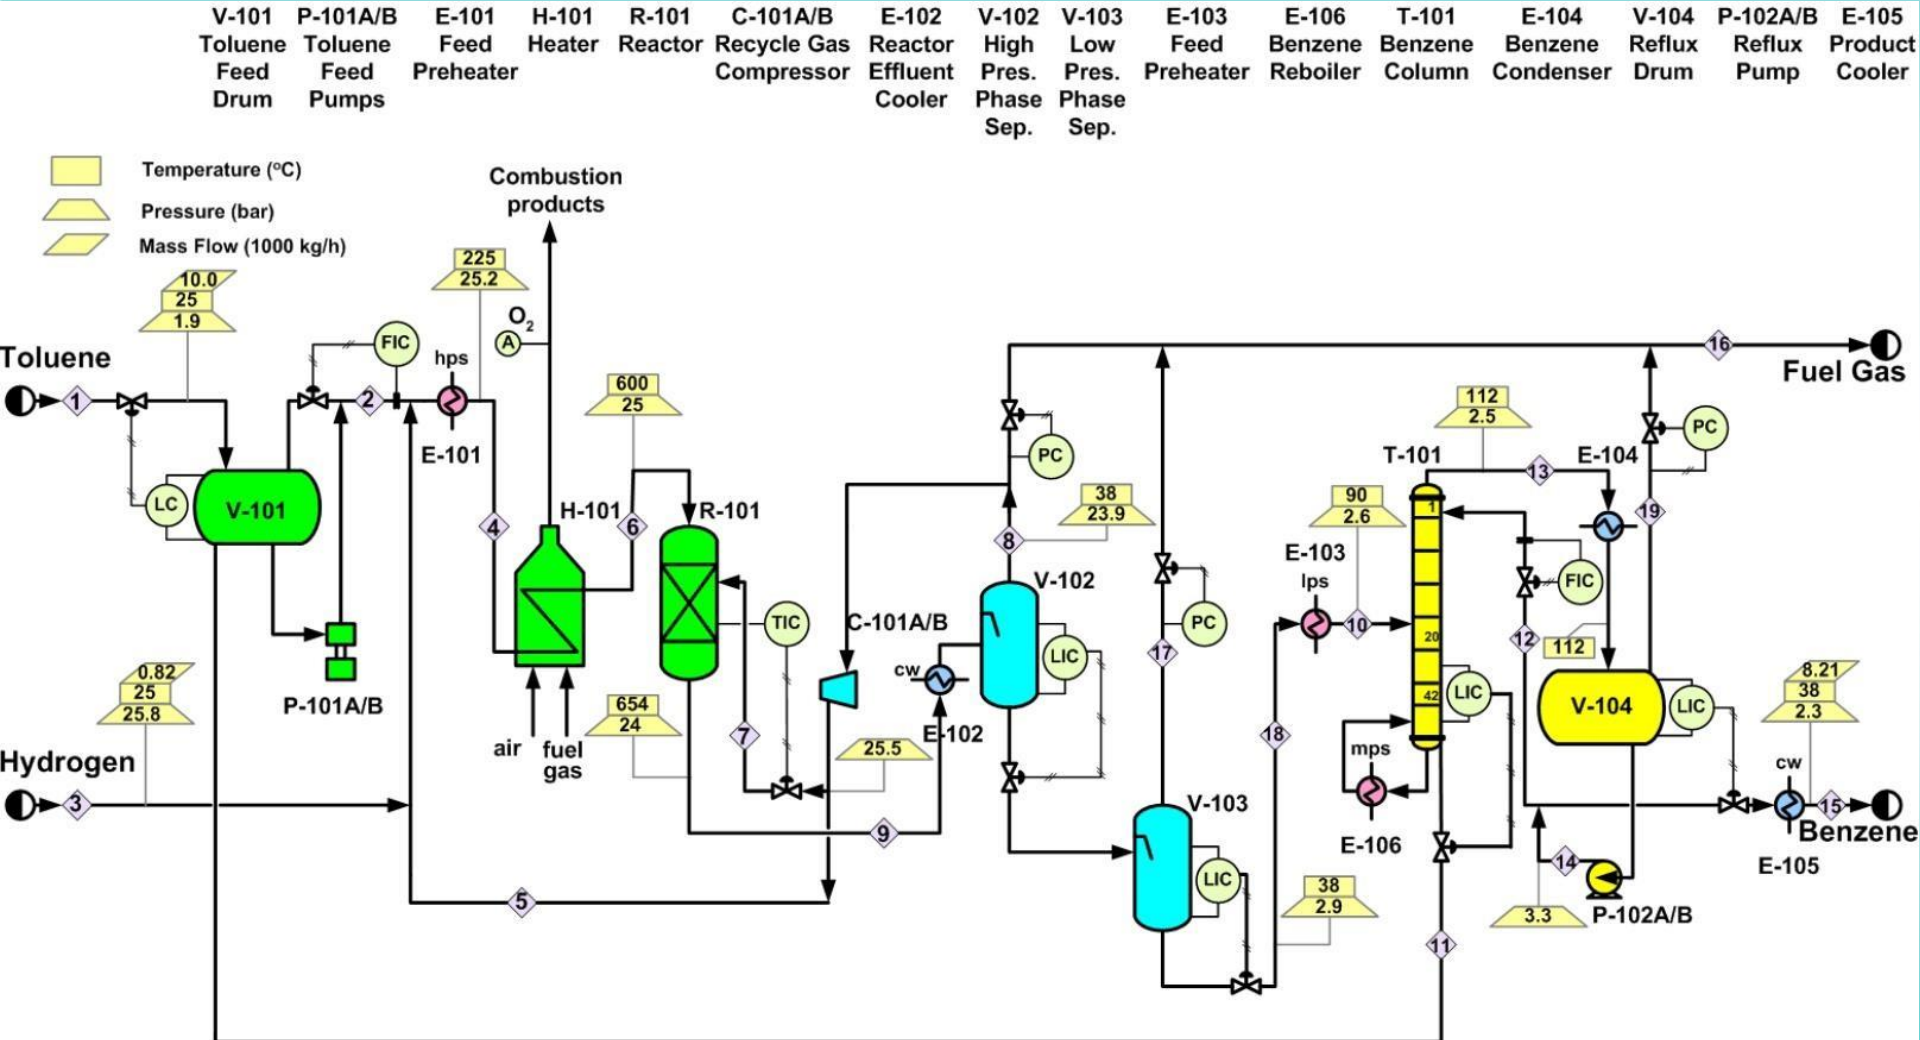 V-101
Toluene
Feed
Drum
P-101A/B
Toluene
Feed
Pumps
E-101
Feed
Preheater
H-101
Heater
R-101
Reactor
C-101A/B
Recycle Gas
Compressor
E-102
Reactor
Effluent
Cooler
V-102
High
Pres.
Phase
Sep.
V-103
Low
Pres.
Phase
Sep.
E-103
Feed
Preheater
E-106
Benzene
Reboiler
T-101
Benzene
Column
E-104
Benzene
Condenser
V-104
Reflux
Drum
P-102A/B
Reflux
Pump
E-105
Product
Cooler
Temperature (°C)
Pressure (bar)
Mass Flow (1000 kg/h)
Combustion
products
10.0
25
1.9
225
25.2
O2
A
FIC
hps
Toluene
1
2
E-101
600
25
LC
V-101
4
H-101
6
R-101
P-101A/B
0.82
25
25.8
Hydrogen
3
air
fuel
gas
654
24
7
TIC
25.5
C-101A/B
cw
E-102
9
5
PC
38
23.9
8
V-102
LIC
16
Fuel Gas
PC
17
V-103
LIC
18
38
2.9
E-103
lps
90
2.6
10
T-101
112
2.5
13
E-104
1
20
42
LIC
mps
E-106
11
FIC
12
112
PC
19
V-104
LIC
8.21
38
2.3
cw
15
Benzene
E-105
14
P-102A/B
3.3